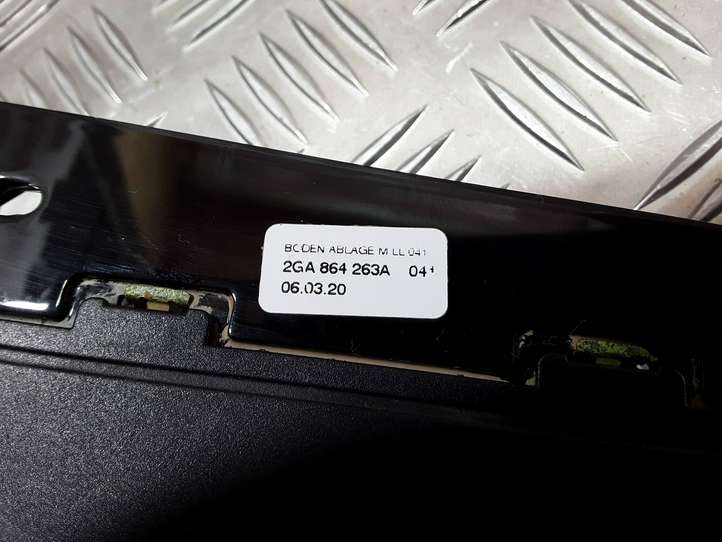 BODEN ABLAGE M LL 041
2GA 864 263A 041
06.03.20